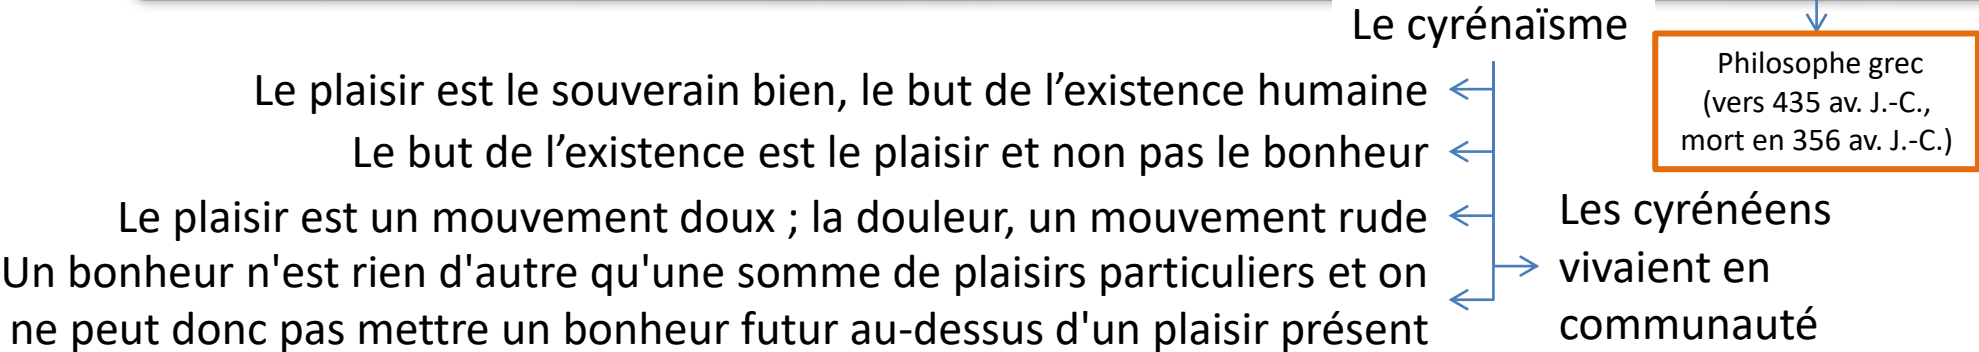 Le cyrénaïsme
Philosophe grec
(vers 435 av. J.-C.,
mort en 356 av. J.-C.)
Le plaisir est le souverain bien, le but de l’existence humaine
Le but de l’existence est le plaisir et non pas le bonheur
Le plaisir est un mouvement doux ; la douleur, un mouvement rude
Un bonheur n'est rien d'autre qu'une somme de plaisirs particuliers et on
ne peut donc pas mettre un bonheur futur au-dessus d'un plaisir présent
Les cyrénéens
vivaient en
communauté